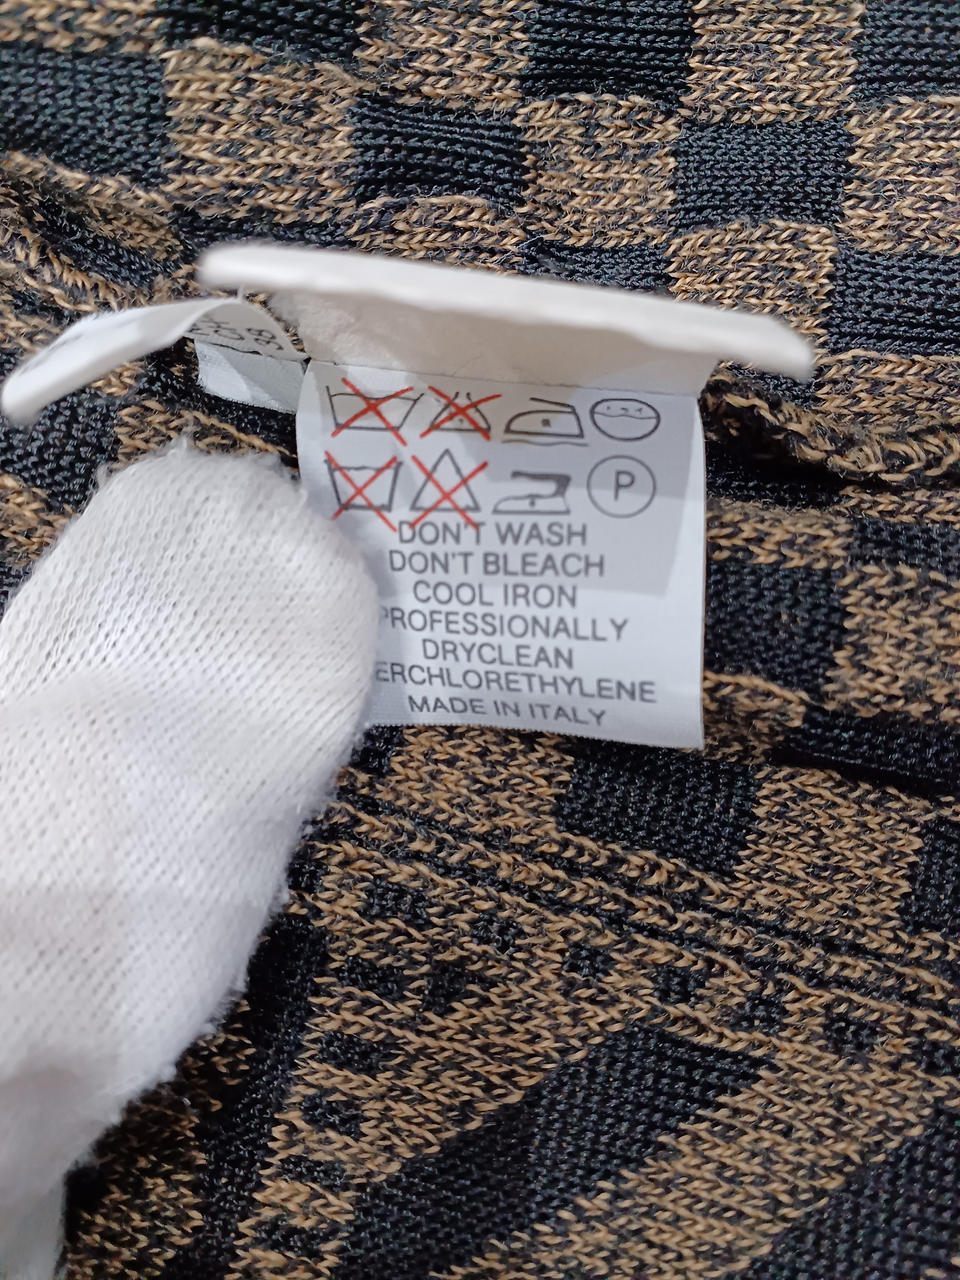 P
DON'T WASH
DON'T BLEACH
COOL IRON
PROFESSIONALLY
DRYCLEAN
ERCHLORETHYLENE
MADE IN ITALY